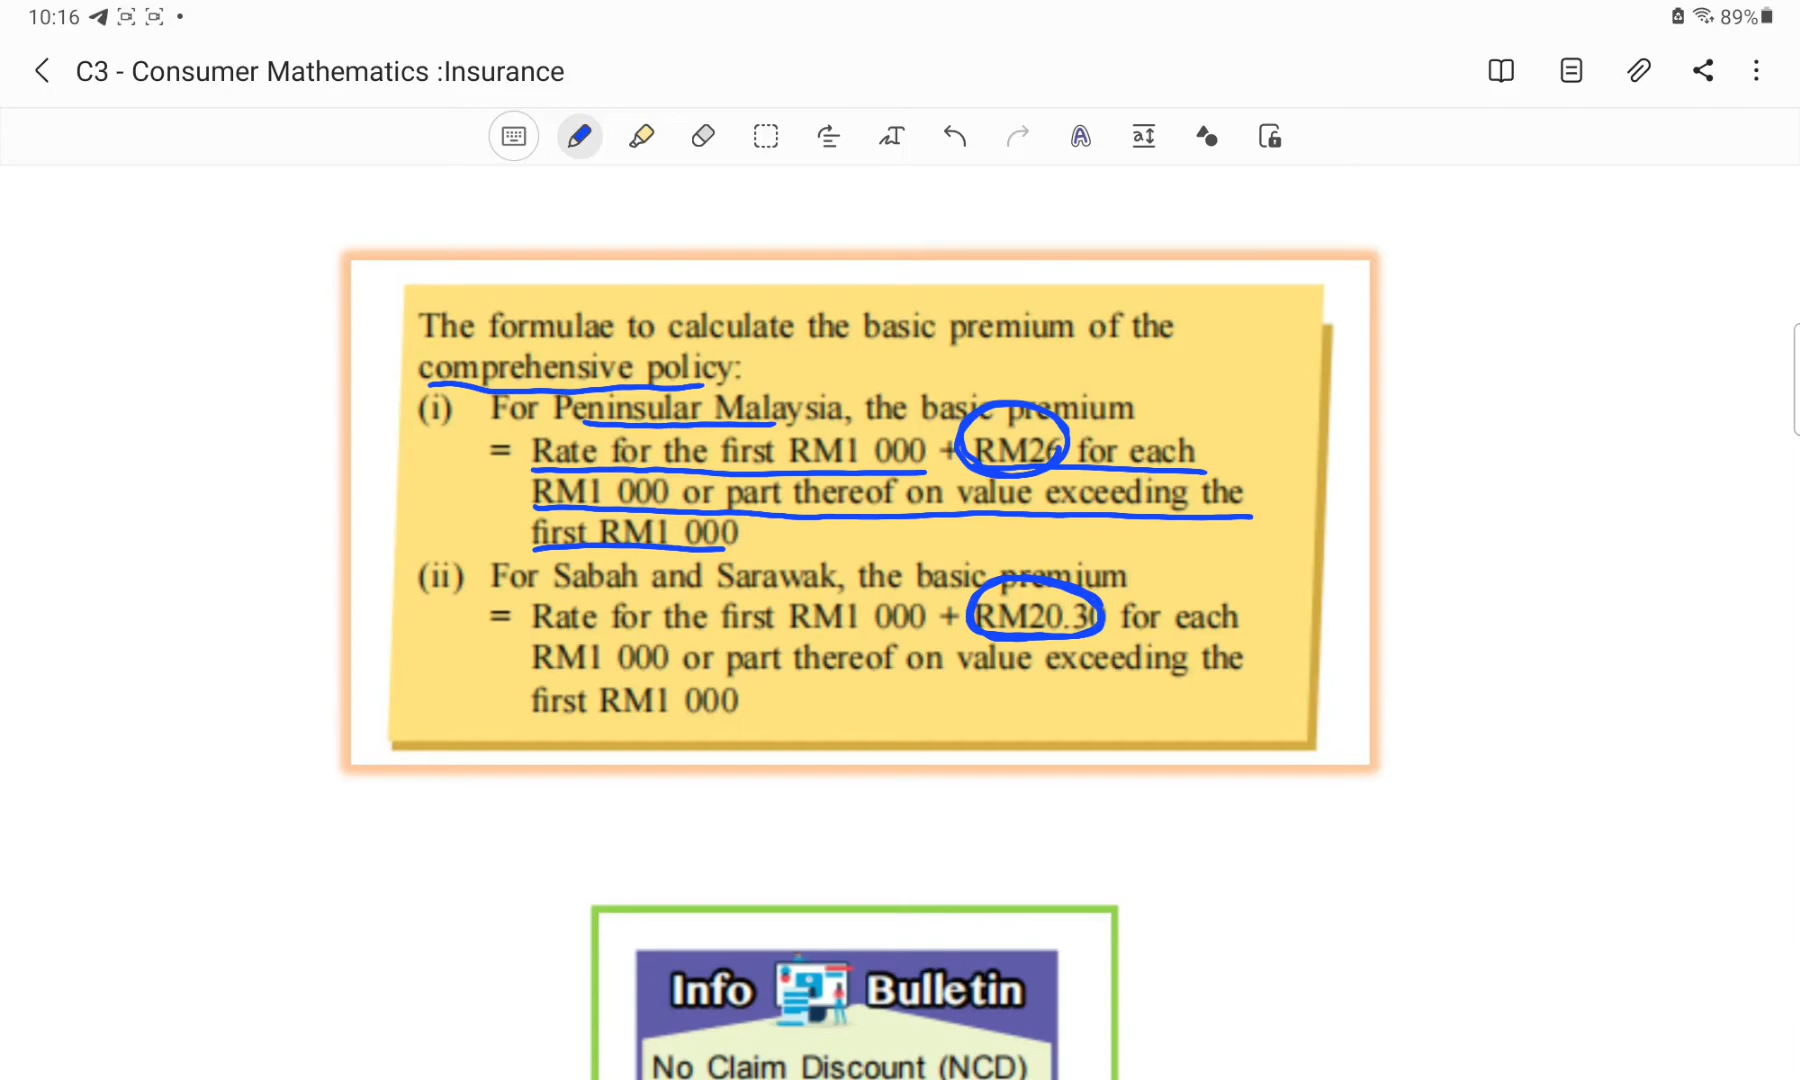 10:16
89%
C3 - Consumer Mathematics :Insurance
The formulae to calculate the basic premium of the
comprehensive policy:
(i) For Peninsular Malaysia, the basic premium
= Rate for the first RM1 000 + RM26 for each
RM1 000 or part thereof on value exceeding the
first RM1 000
(ii) For Sabah and Sarawak, the basic premium
= Rate for the first RM1 000 + RM20.30 for each
RM1 000 or part thereof on value exceeding the
first RM1 000
Info Bulletin
No Claim Discount (NCD)